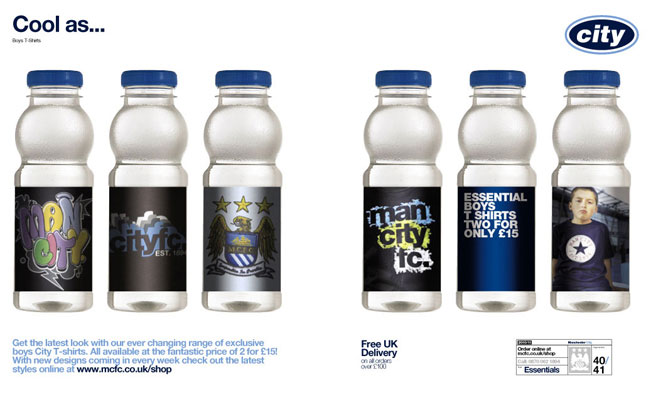 Cool as...
Boys T-Shirts
city
MAN
CITY
cityfc.
EST. 1894
M.C.F.C.
man
city
fc.
ESSENTIAL
BOYS
T SHIRTS
TWO FOR
ONLY £15
Get the latest look with our ever changing range of exclusive
boys City T-shirts. All available at the fantastic price of 2 for £15!
With new designs coming in every week check out the latest
styles online at www.mcfc.co.uk/shop
Free UK
Delivery
on all orders
over £100
Order online at
mcfc.co.uk/shop
Essentials
40/
41